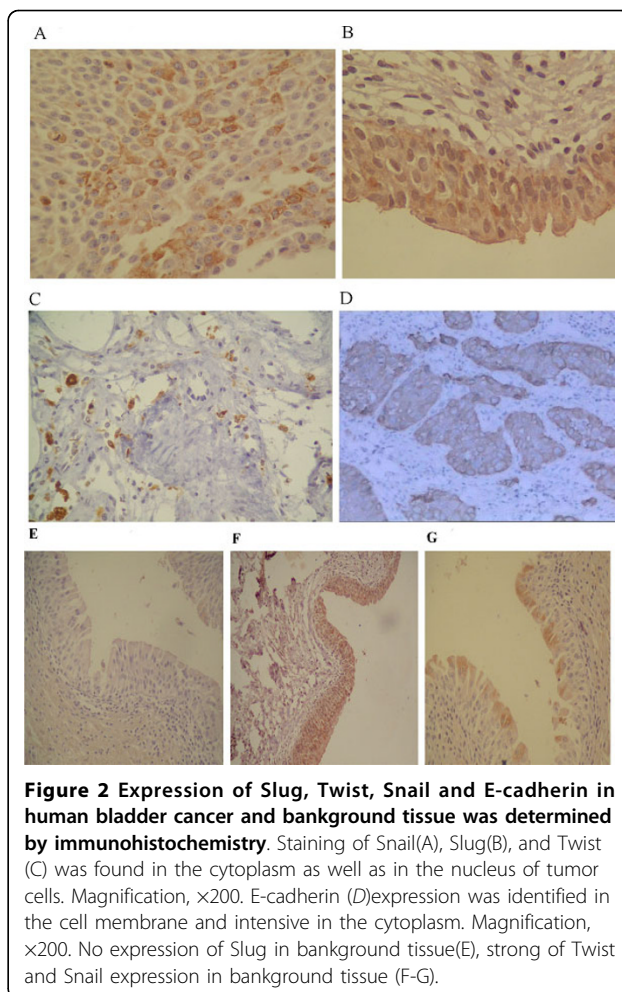 A
B
C
D
E
F
G
Figure 2 Expression of Slug, Twist, Snail and E-cadherin in
human bladder cancer and bankground tissue was determined
by immunohistochemistry. Staining of Snail(A), Slug(B), and Twist
(C) was found in the cytoplasm as well as in the nucleus of tumor
cells. Magnification, ×200. E-cadherin (D)expression was identified in
the cell membrane and intensive in the cytoplasm. Magnification,
×200. No expression of Slug in bankground tissue(E), strong of Twist
and Snail expression in bankground tissue (F-G).